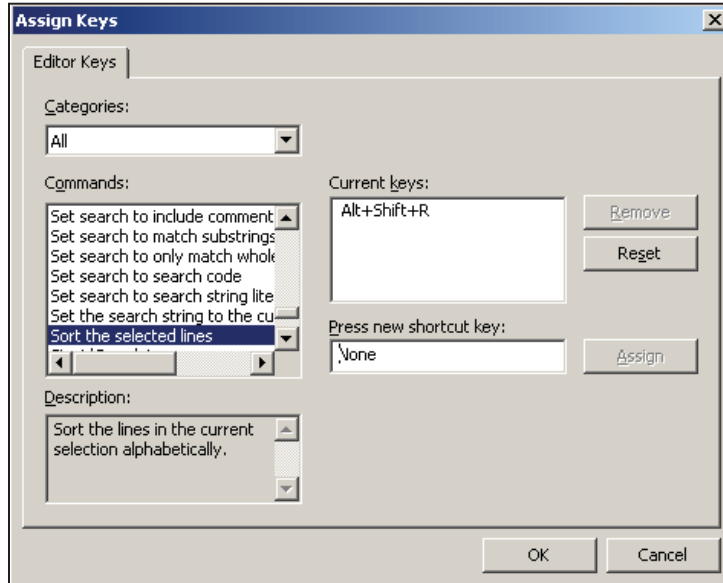 Assign Keys
Editor Keys
Categories:
All
Commands:
Set search to include comment
Set search to match substrings
Set search to only match whole
Set search to search code
Set search to search string lite
Set the search string to the cu
Sort the selected lines
Current keys:
Alt+Shift+R
Remove
Reset
Press new shortcut key:
None
Assign
Description:
Sort the lines in the current
selection alphabetically.
OK
Cancel